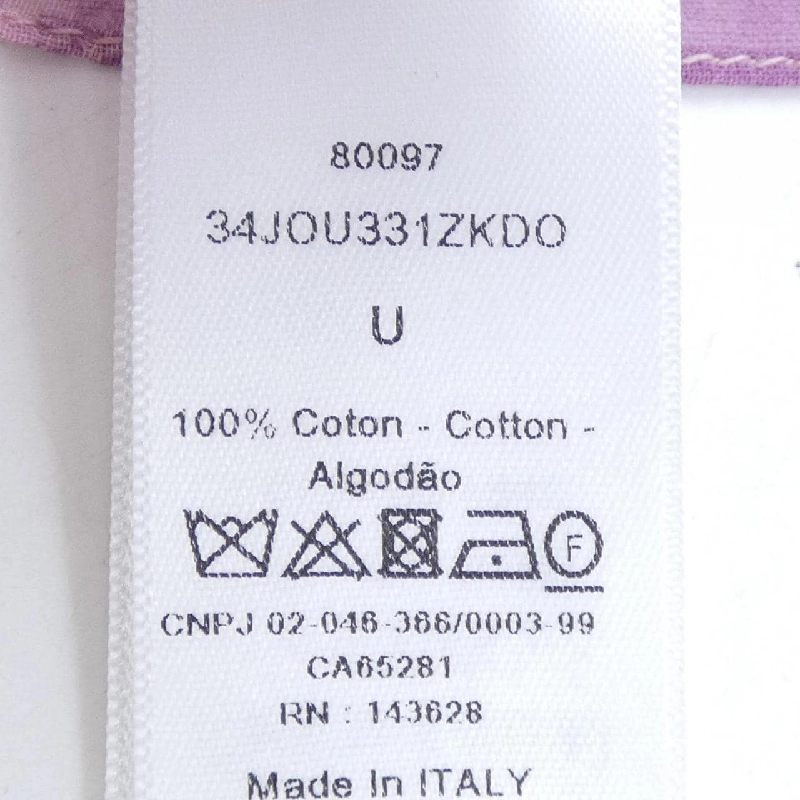 80097
34JOU331ZKDO
U
100% Coton - Cotton -
Algodão
F
CNPJ 02-046-366/0003-99
CA65281
RN : 143628
Made In ITALY